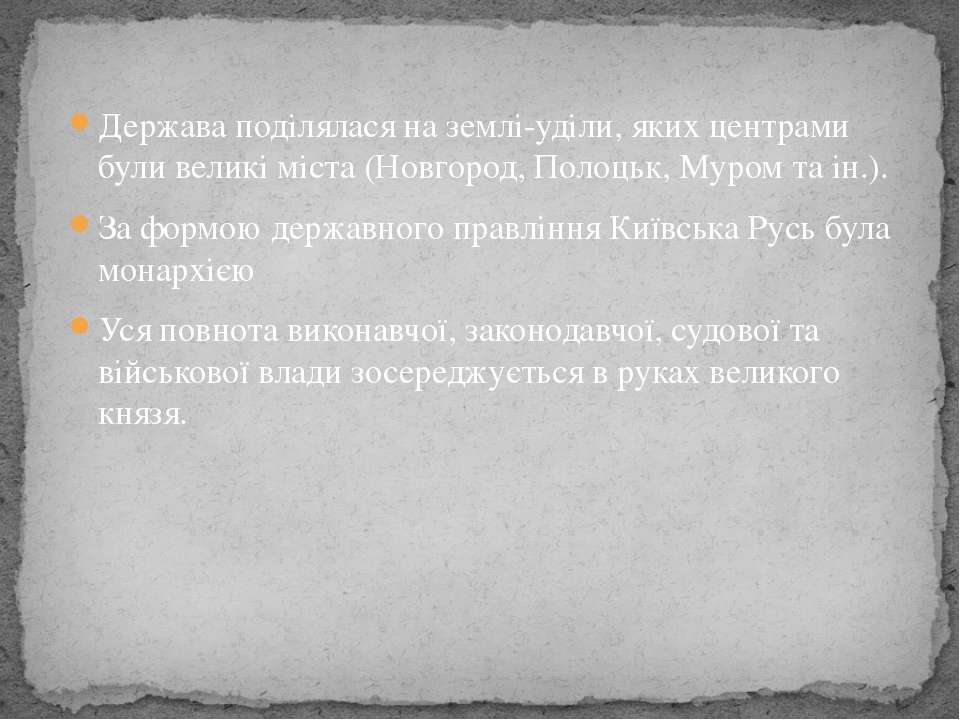 Держава поділялася на землі-уділи, яких центрами
були великі міста (Новгород, Полоцьк, Муром та ін.).
За формою державного правління Київська Русь була
монархією
Уся повнота виконавчої, законодавчої, судової та
військової влади зосереджується в руках великого
князя.